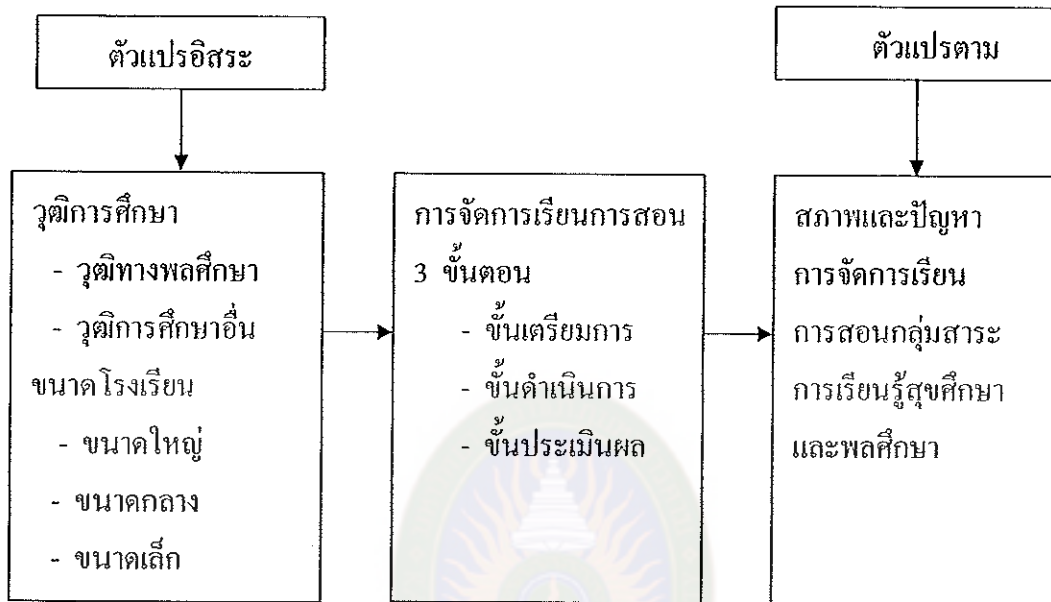 ตัวแปรอิสระ
ตัวแปรตาม
วุฒิการศึกษา
- วุฒิทางพลศึกษา
- วุฒิการศึกษาอื่น
ขนาดโรงเรียน
- ขนาดใหญ่
- ขนาดกลาง
- ขนาดเล็ก
การจัดการเรียนการสอน
3 ขั้นตอน
- ขั้นเตรียมการ
- ขั้นดำเนินการ
- ขั้นประเมินผล
สภาพและปัญหา
การจัดการเรียน
การสอนกลุ่มสาระ
การเรียนรู้สุขศึกษา
และพลศึกษา